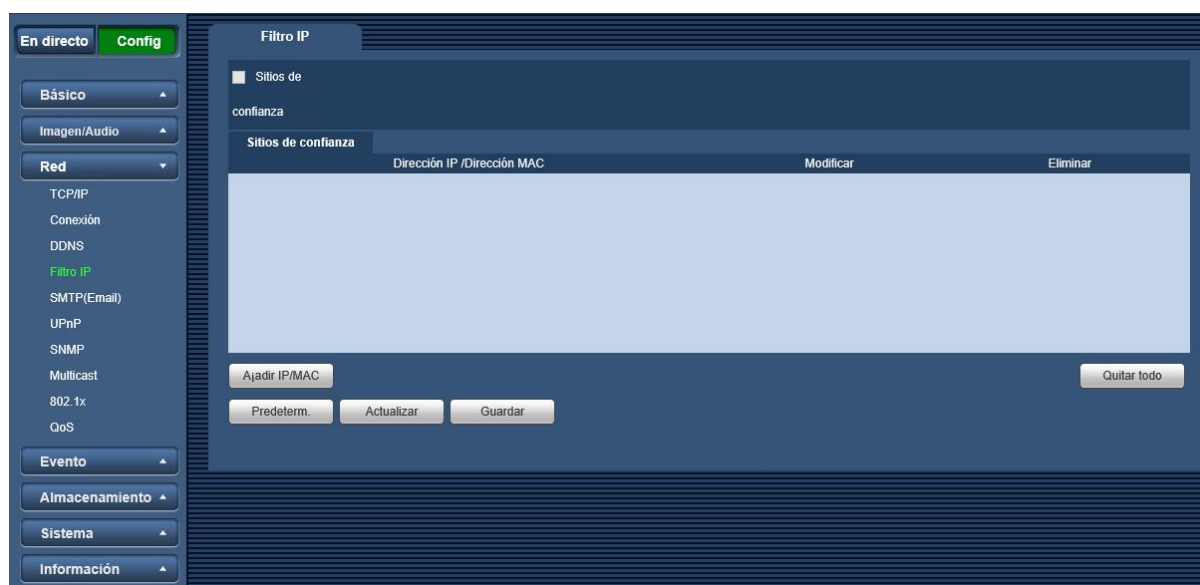 En directo
Config
Básico
Imagen/Audio
Red
TCP/IP
Conexión
DDNS
Filtro IP
SMTP(Email)
UPnP
SNMP
Multicast
802.1x
QoS
Evento
Almacenamiento
Sistema
Información
Filtro IP
Sitios de
confianza
Sitios de confianza
Dirección IP /Dirección MAC
Modificar
Eliminar
A¡adir IP/MAC
Quitar todo
Predeterm.
Actualizar
Guardar